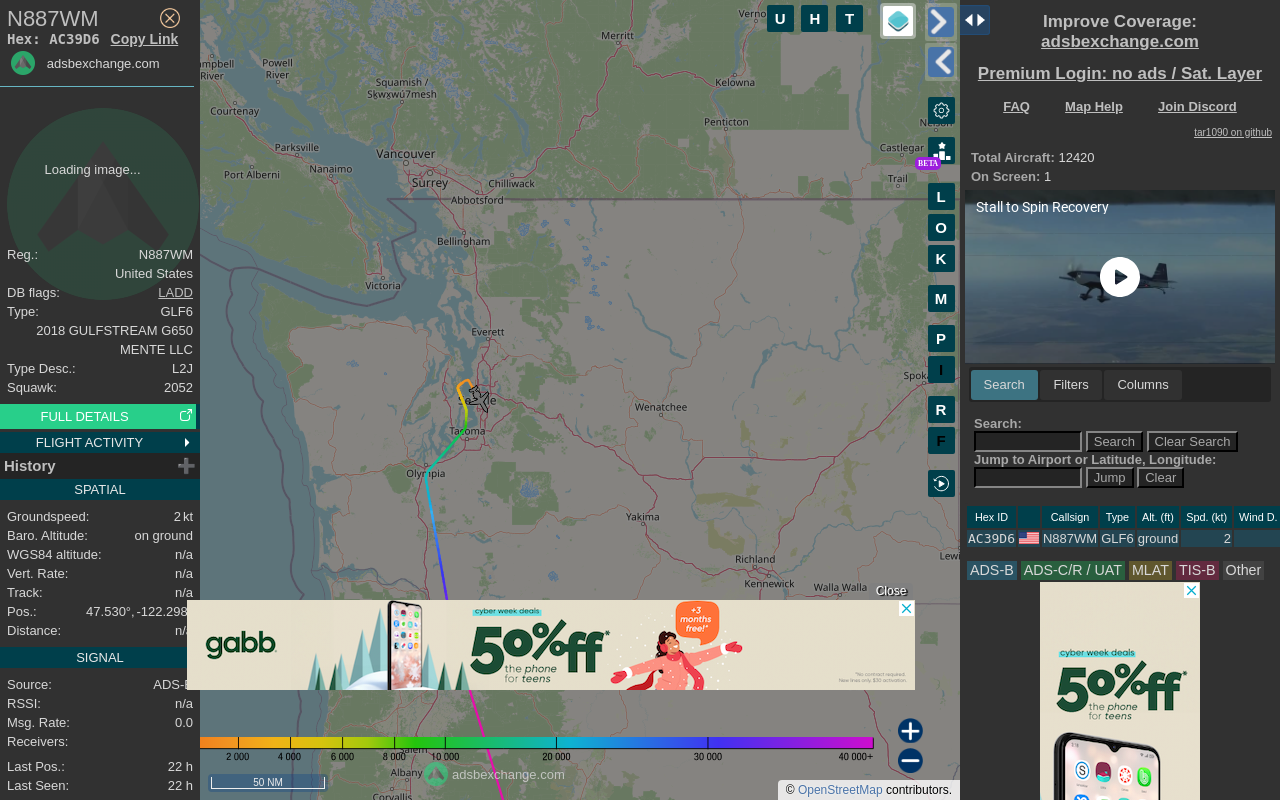 N887WM
Hex: AC39D6 Copy Link
adsbexchange.com
Loading image...
Reg.: N887WM
United States
DB flags: LADD
Type: GLF6
2018 GULFSTREAM G650
MENTE LLC
Type Desc.: L2J
Squawk: 2052
FULL DETAILS
FLIGHT ACTIVITY
History
SPATIAL
Groundspeed: 2 kt
Baro. Altitude: on ground
WGS84 altitude: n/a
Vert. Rate: n/a
Track: n/a
Pos.: 47.530°, -122.298
Distance:
SIGNAL
Source:
RSSI: n/a
Msg. Rate: 0.0
Receivers:
Last Pos.: 22 h
Last Seen: 22 h
Merritt
Powell
River
River
Squamish /
Sḵwx̱wú7mesh
Kelowna
Courtenay
Penticton
Parksville
Vancouver
Castlegar
Nanaimo
Port Alberni
Surrey
Chilliwack
Trail
Abbotsford
Bellingham
Victoria
Everett
Wenatchee
Tacoma
Olympia
Yakima
Richland
Kennewick
Walla Walla
Albany
Corvallis
U H T
BETA
L
O
K
M
P
I
R
F
Close
gabb
cyber week deals
50%off*
the phone
for teens
+3
months
free!*
*No contract required.
New lines only. $30 activation.
2 000 4 000 6 000 8 000 10 000 20 000 30 000 40 000+
adsbexchange.com
50 NM
© OpenStreetMap contributors.
Improve Coverage:
adsbexchange.com
Premium Login: no ads / Sat. Layer
FAQ Map Help Join Discord
tar1090 on github
Total Aircraft: 12420
On Screen: 1
Stall to Spin Recovery
Search Filters Columns
Search:
Search Clear Search
Jump to Airport or Latitude, Longitude:
Jump Clear
Hex ID Callsign Type Alt. (ft) Spd. (kt) Wind D.
AC39D6 N887WM GLF6 ground 2
ADS-B ADS-C/R / UAT MLAT TIS-B Other
cyber week deals
50%off*
the phone
for teens